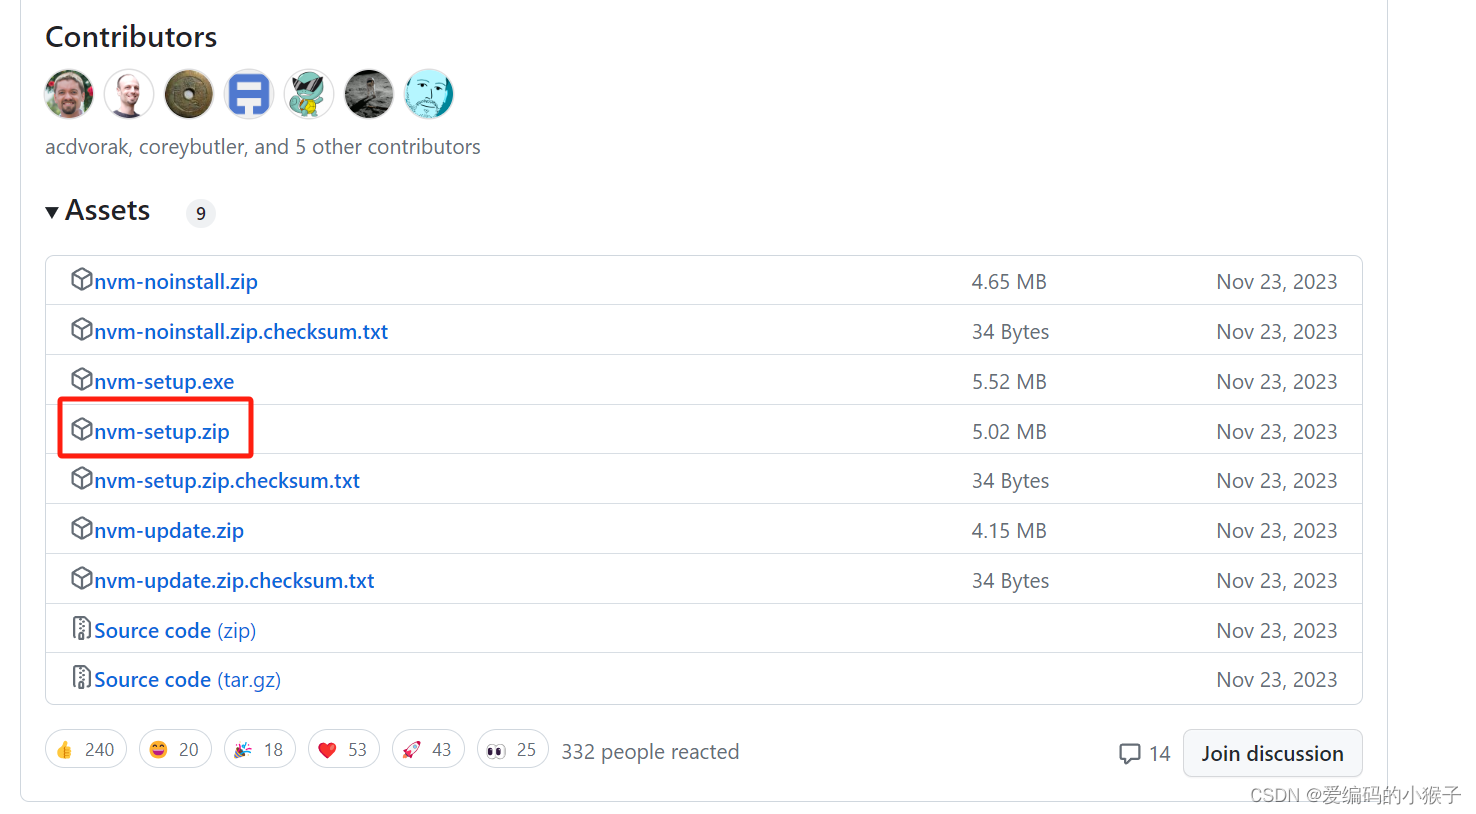 Contributors
acdvorak, coreybutler, and 5 other contributors
Assets 9
nvm-noinstall.zip 4.65 MB Nov 23, 2023
nvm-noinstall.zip.checksum.txt 34 Bytes Nov 23, 2023
nvm-setup.exe 5.52 MB Nov 23, 2023
nvm-setup.zip 5.02 MB Nov 23, 2023
nvm-setup.zip.checksum.txt 34 Bytes Nov 23, 2023
nvm-update.zip 4.15 MB Nov 23, 2023
nvm-update.zip.checksum.txt 34 Bytes Nov 23, 2023
Source code (zip) Nov 23, 2023
Source code (tar.gz) Nov 23, 2023
👍 240 😄 20 🎉 18 ❤️ 53 🚀 43 👀 25 332 people reacted 14 Join discussion
CSDN @爱编码的小猴子